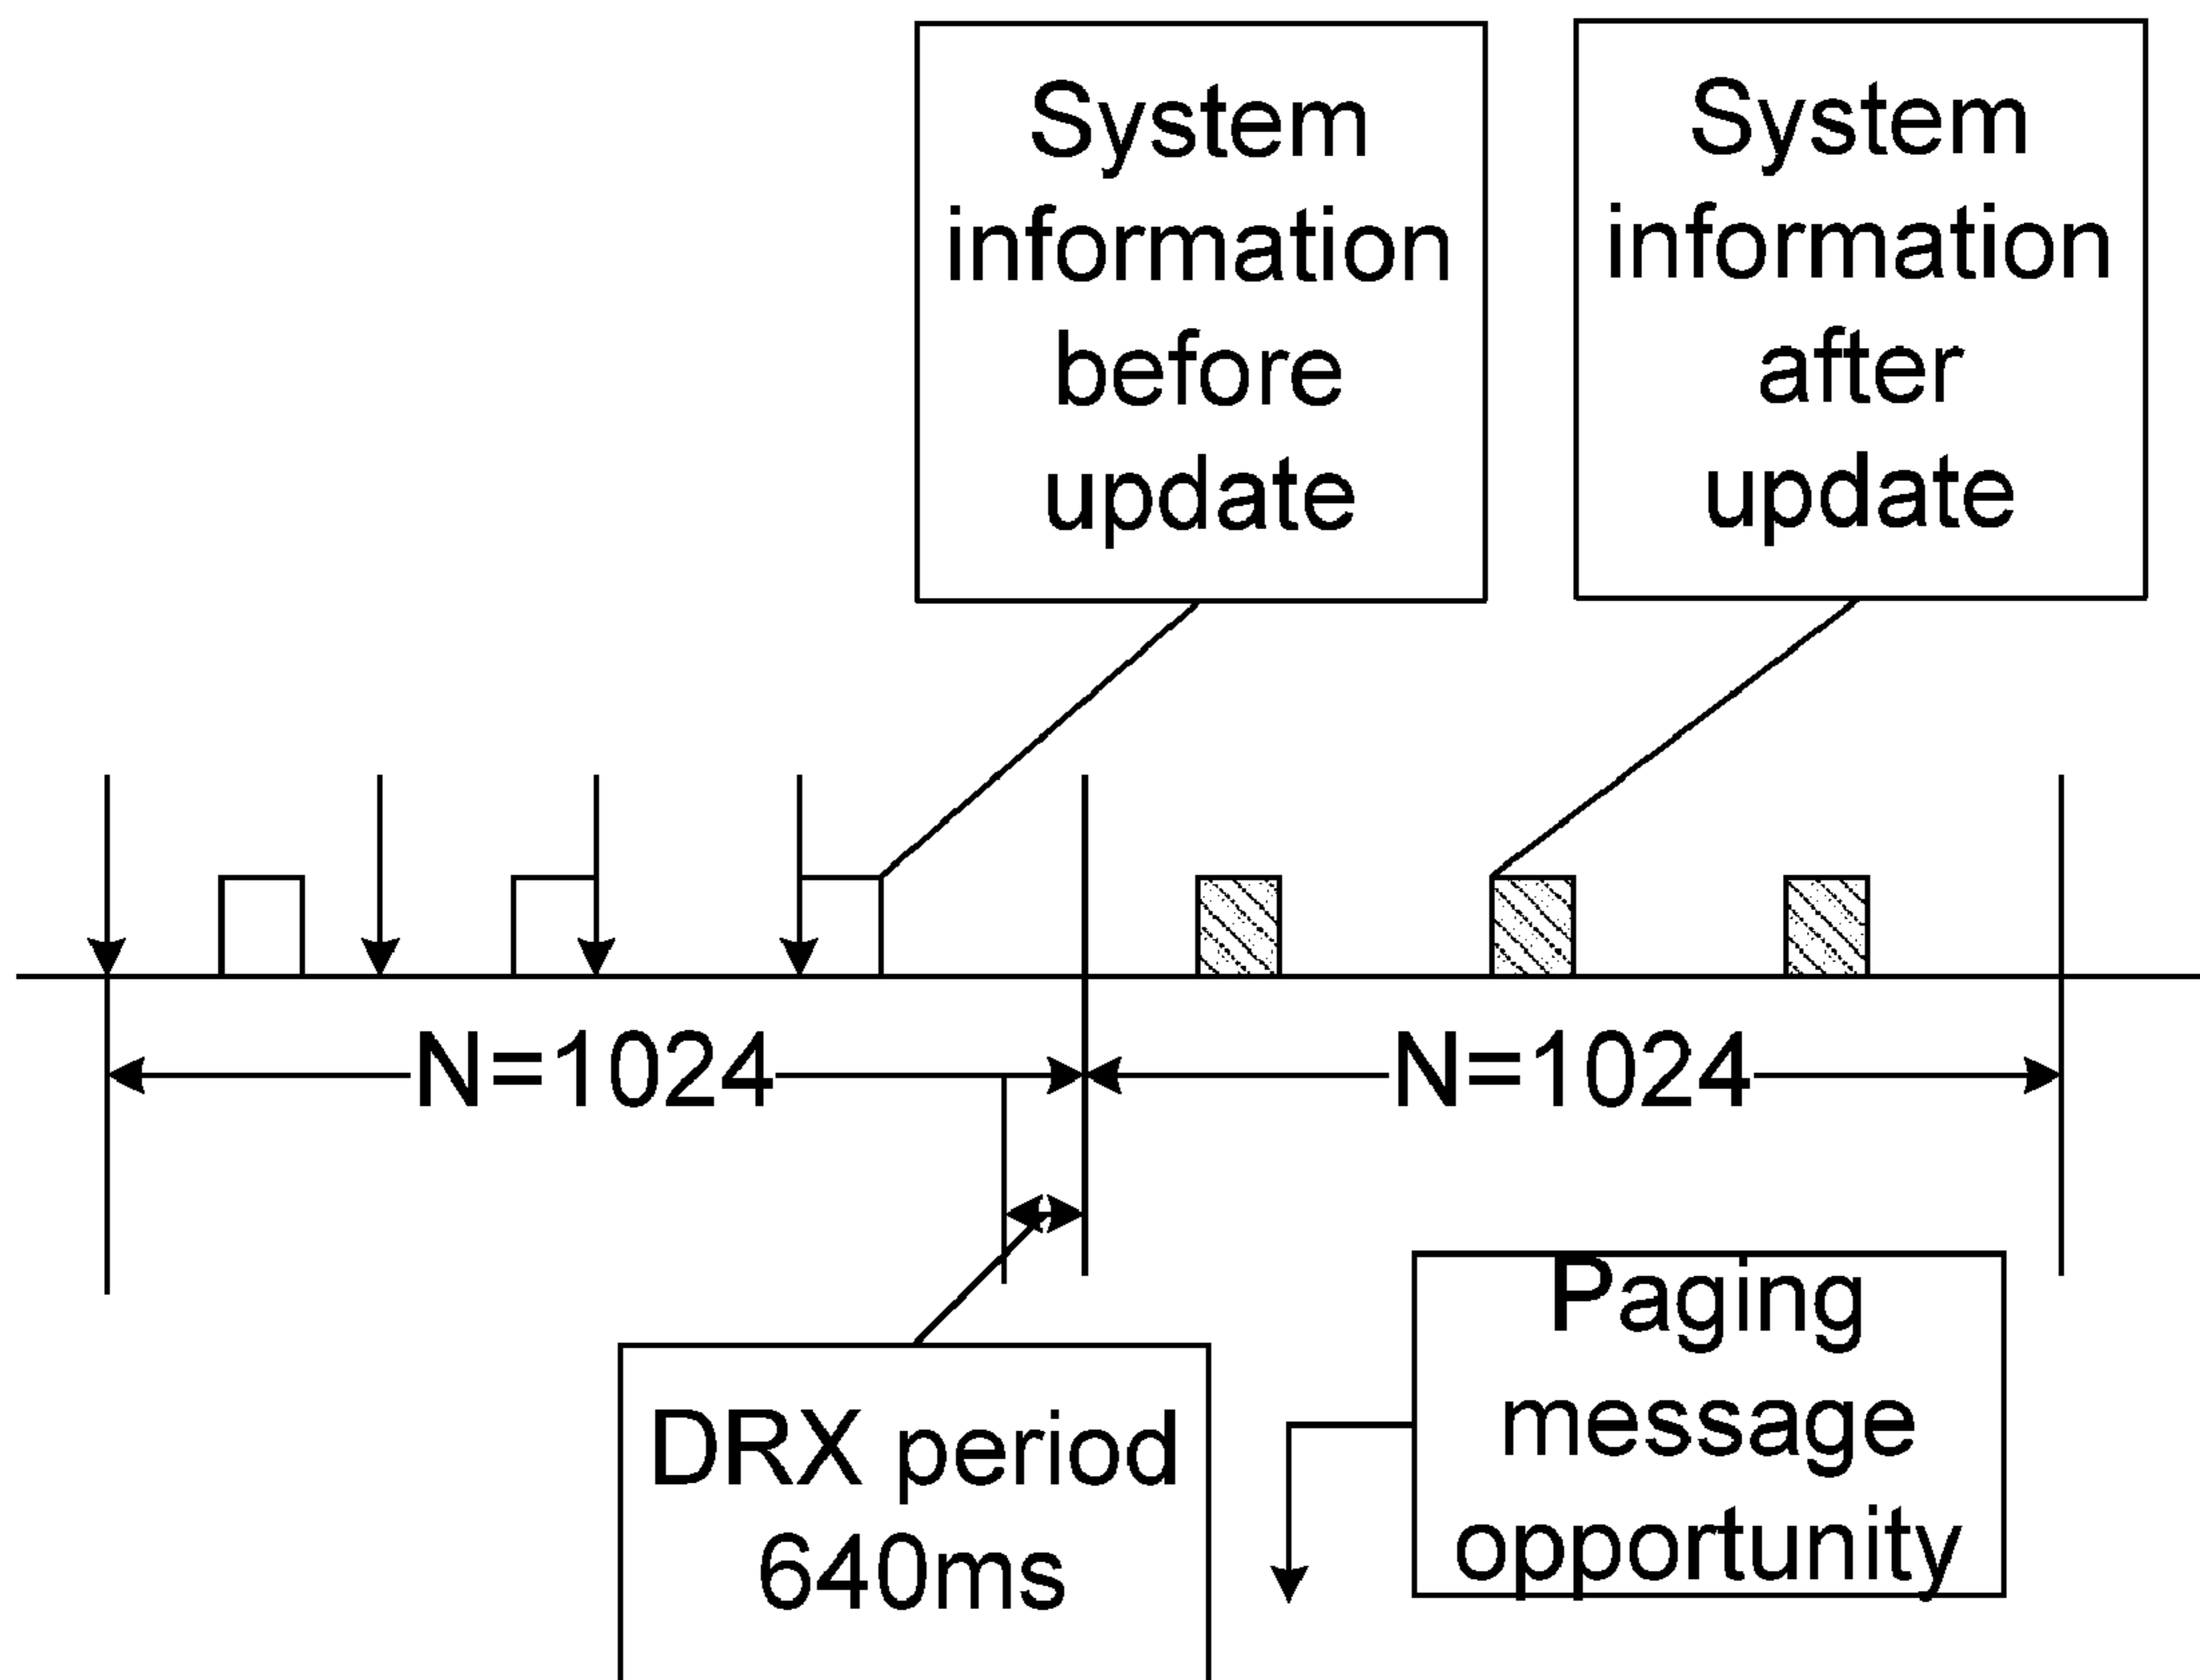 System
information
before
update
System
information
after
update
N=1024
N=1024
DRX period
640ms
Paging
message
opportunity